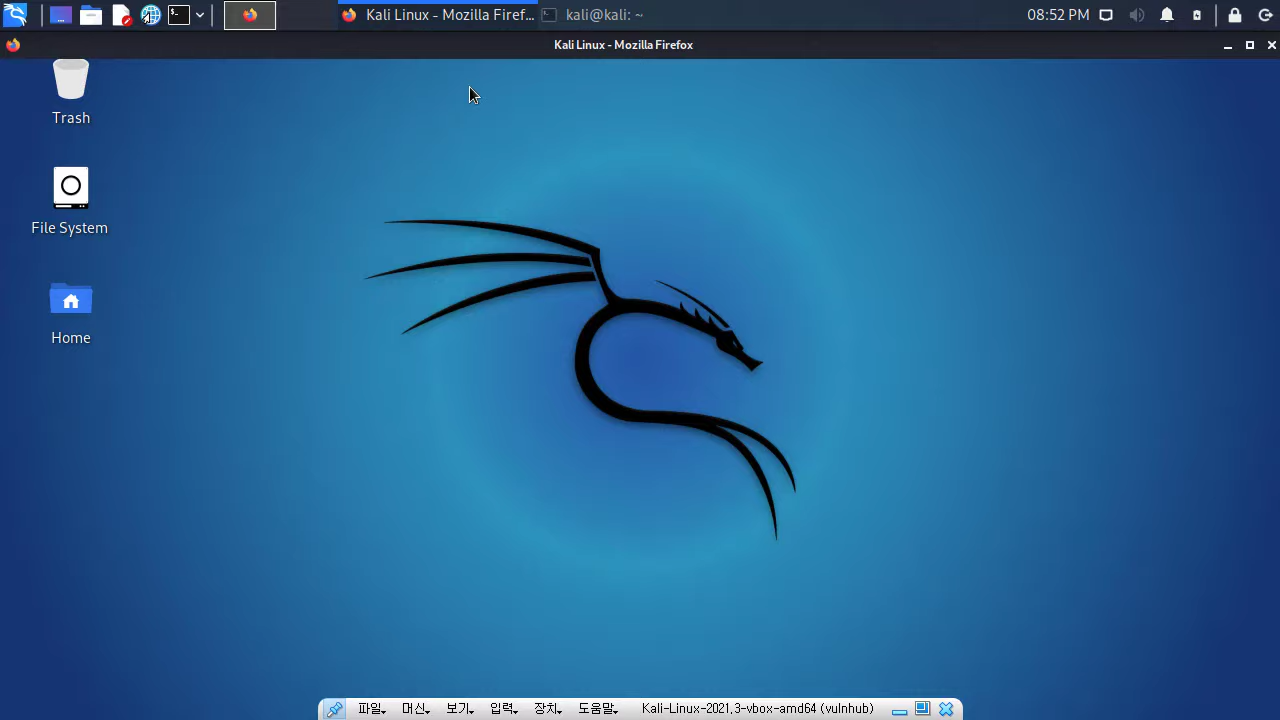 Kali Linux - Mozilla Firef...
kali@kali: ~
08:52 PM
Kali Linux - Mozilla Firefox
Trash
File System
Home
파일 머신 보기 입력 장치 도움말 Kali-Linux-2021,3-vbox-amd64 (vulnhub)